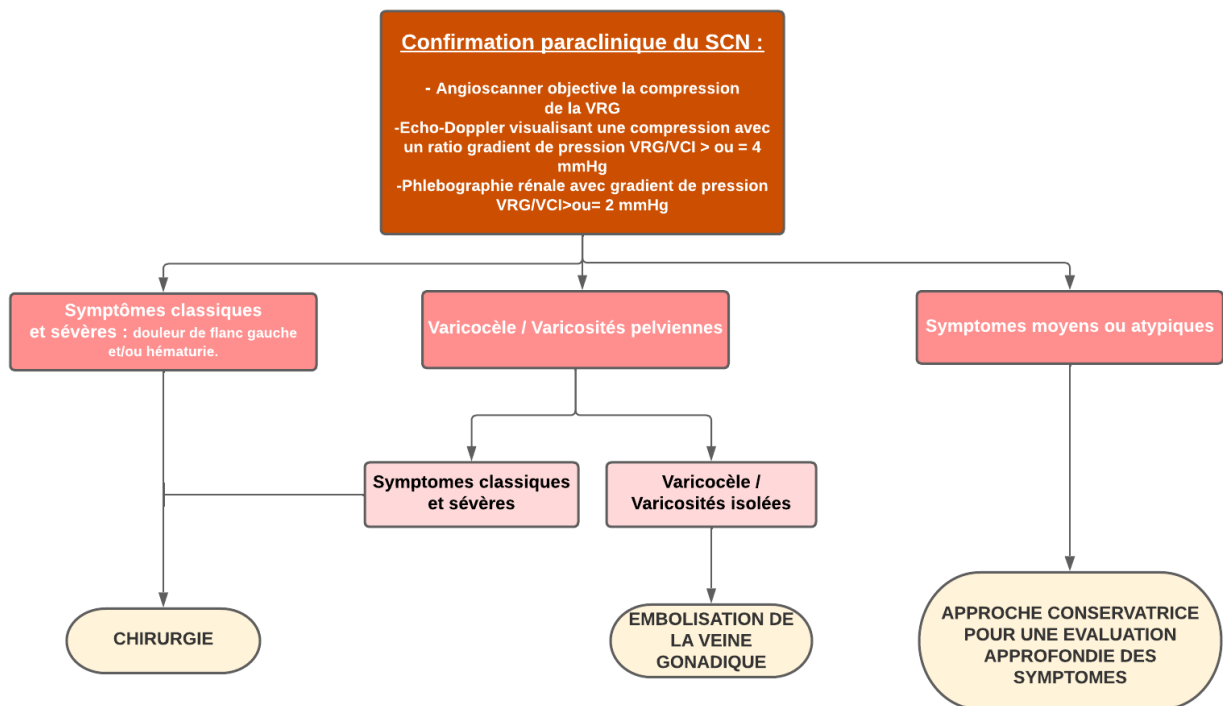 Confirmation paraclinique du SCN :
- Angioscanner objective la compression
de la VRG
-Echo-Doppler visualisant une compression avec
un ratio gradient de pression VRG/VCI > ou = 4
mmHg
-Phlebographie rénale avec gradient de pression
VRG/VCI>ou= 2 mmHg
Symptômes classiques
et sévères : douleur de flanc gauche
et/ou hématurie.
Varicocèle / Varicosités pelviennes
Symptomes moyens ou atypiques
Symptomes classiques
et sévères
Varicocèle /
Varicosités isolées
CHIRURGIE
EMBOLISATION DE
LA VEINE
GONADIQUE
APPROCHE CONSERVATRICE
POUR UNE EVALUATION
APPROFONDIE DES
SYMPTOMES